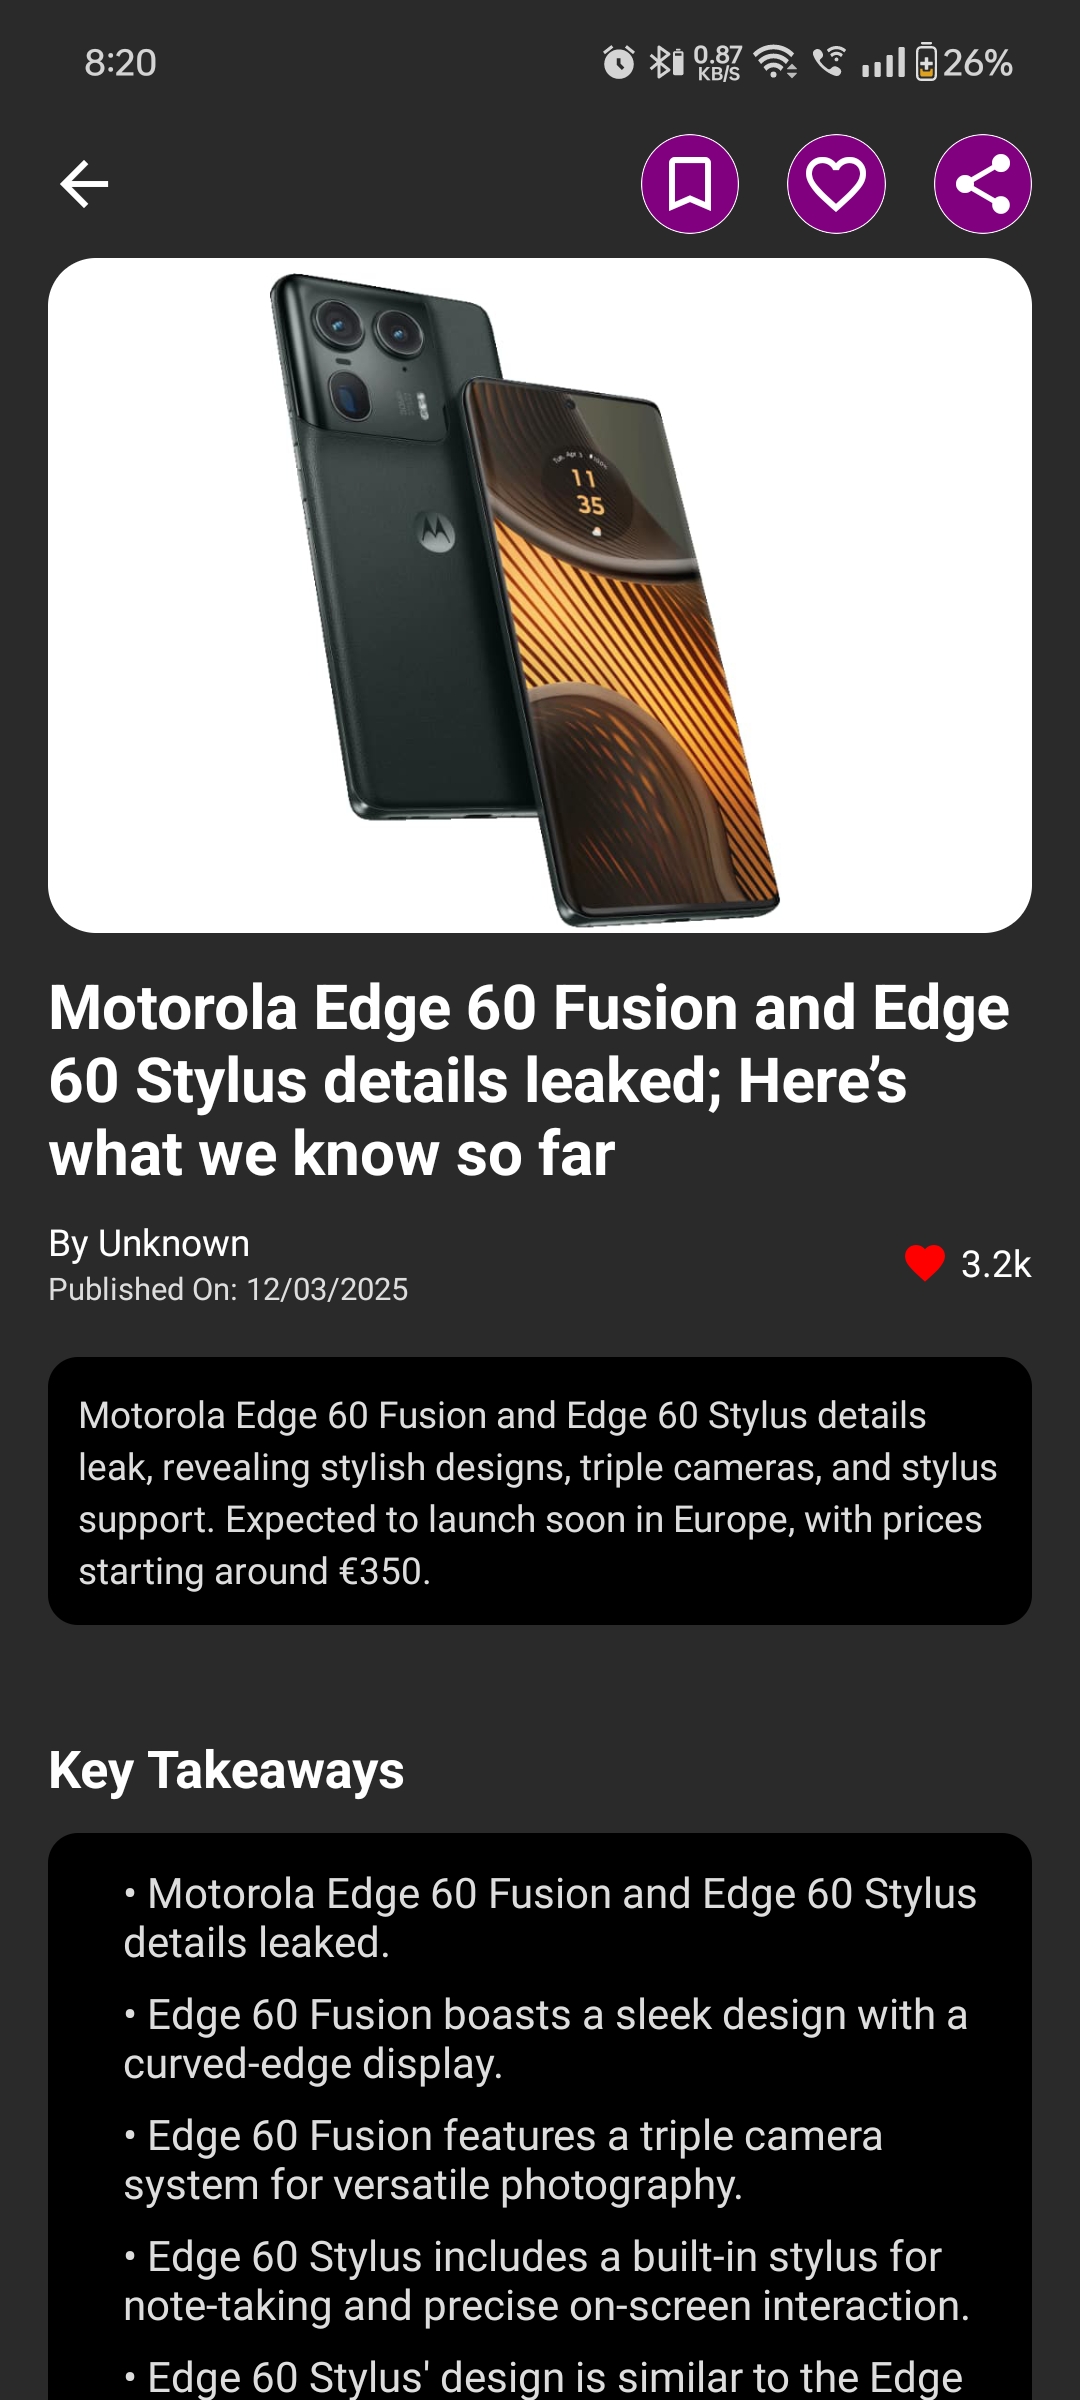 8:20
0.87
KB/S
26%
11
35
Motorola Edge 60 Fusion and Edge
60 Stylus details leaked; Here’s
what we know so far
By Unknown
Published On: 12/03/2025
3.2k
Motorola Edge 60 Fusion and Edge 60 Stylus details
leak, revealing stylish designs, triple cameras, and stylus
support. Expected to launch soon in Europe, with prices
starting around €350.
Key Takeaways
• Motorola Edge 60 Fusion and Edge 60 Stylus
details leaked.
• Edge 60 Fusion boasts a sleek design with a
curved-edge display.
• Edge 60 Fusion features a triple camera
system for versatile photography.
• Edge 60 Stylus includes a built-in stylus for
note-taking and precise on-screen interaction.
• Edge 60 Stylus' design is similar to the Edge